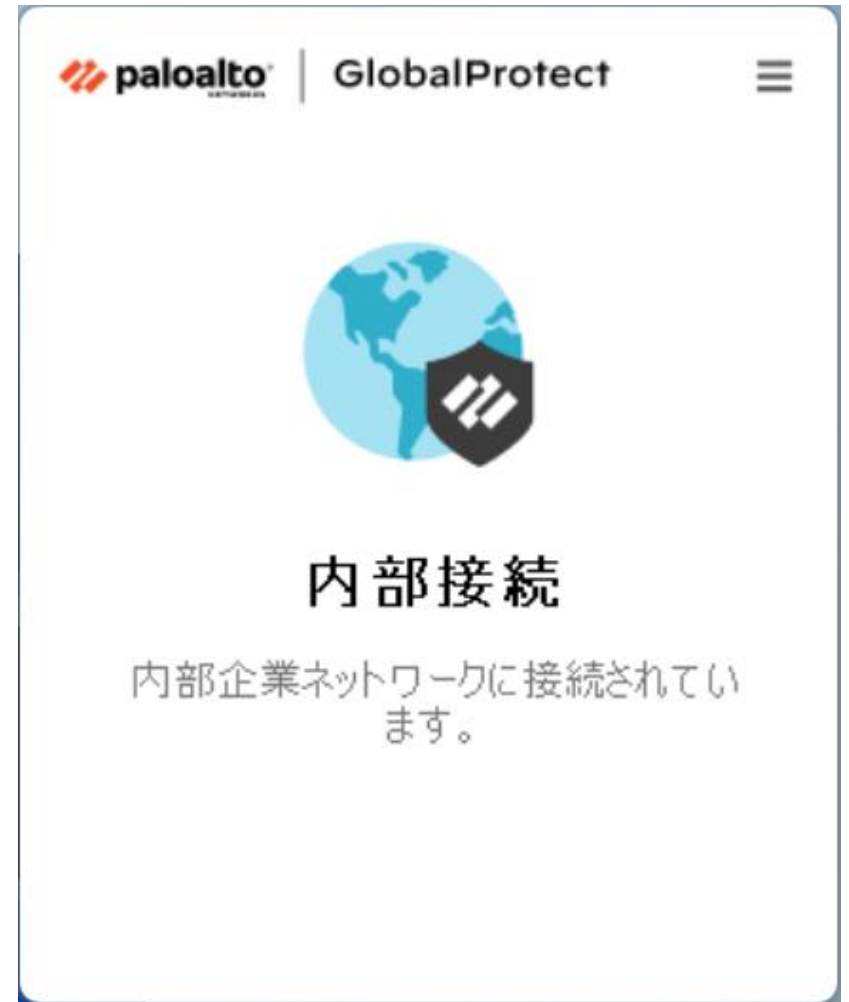 paloalto
NETWORKS
GlobalProtect
内部接続
内部企業ネットワークに接続されてい
ます。